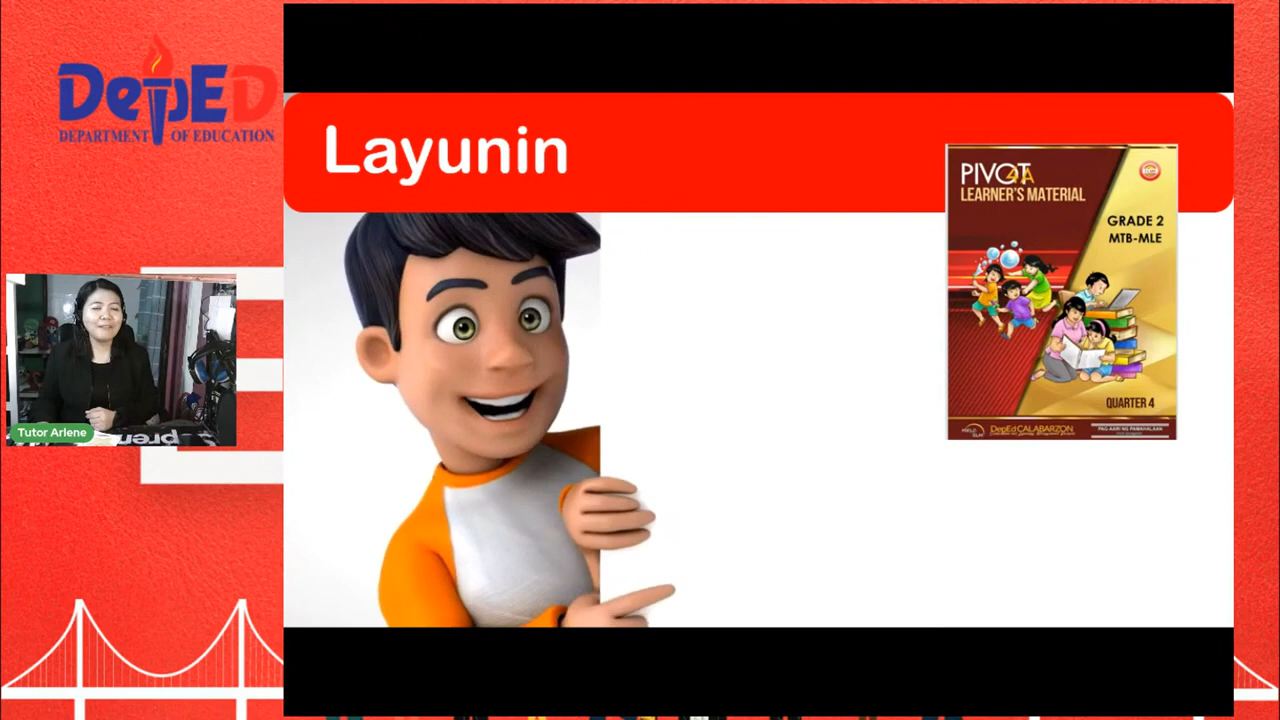 DepED
DEPARTMENT OF EDUCATION
Layunin
PIVOT 4A
LEARNER'S MATERIAL
GRADE 2
MTB-MLE
QUARTER 4
DepEd CALABARZON
PAG-AARI NG PAMAHALAAN
Tutor Arlene